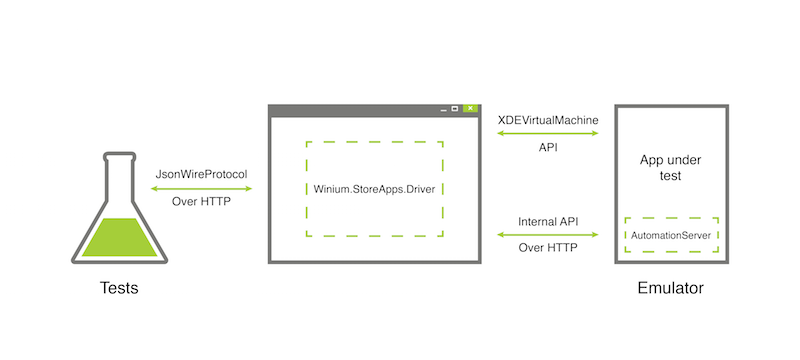 JsonWireProtocol
Over HTTP
Tests
Winium.StoreApps.Driver
XDEVirtualMachine
API
Internal API
Over HTTP
App under
test
AutomationServer
Emulator